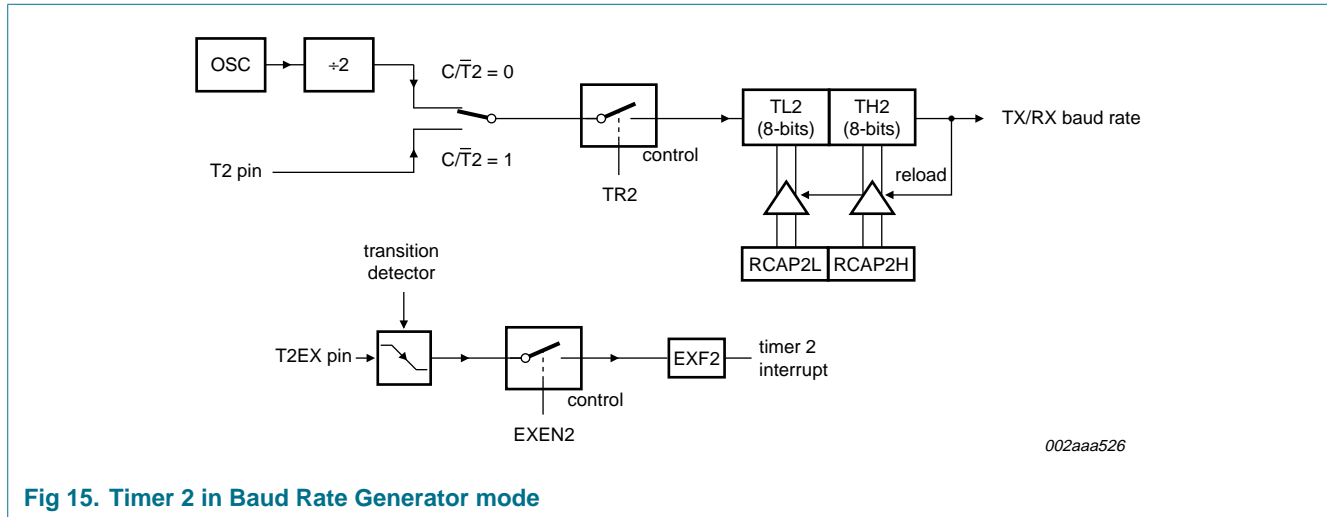 OSC
÷2
C/T̅2 = 0
TL2
(8-bits)
TH2
(8-bits)
TX/RX baud rate
T2 pin
C/T̅2 = 1
control
TR2
reload
RCAP2L
RCAP2H
transition
detector
T2EX pin
control
EXEN2
EXF2
timer 2
interrupt
002aaa526
Fig 15. Timer 2 in Baud Rate Generator mode